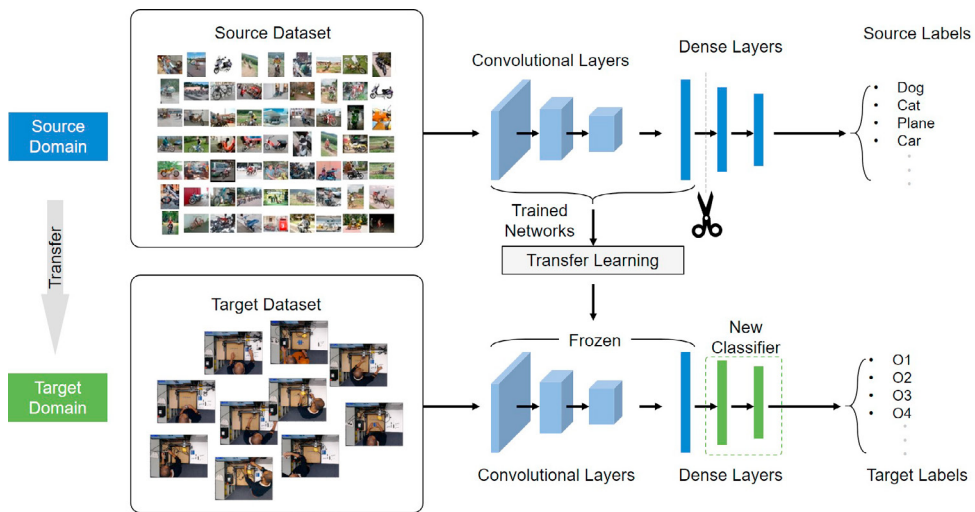 Source Dataset
Convolutional Layers
Dense Layers
Source Labels
Source
Domain
• Dog
• Cat
• Plane
• Car
Trained
Networks
Transfer
Transfer Learning
Target Dataset
Frozen
New
Classifier
Target
Domain
• O1
• O2
• O3
• O4
Convolutional Layers
Dense Layers
Target Labels